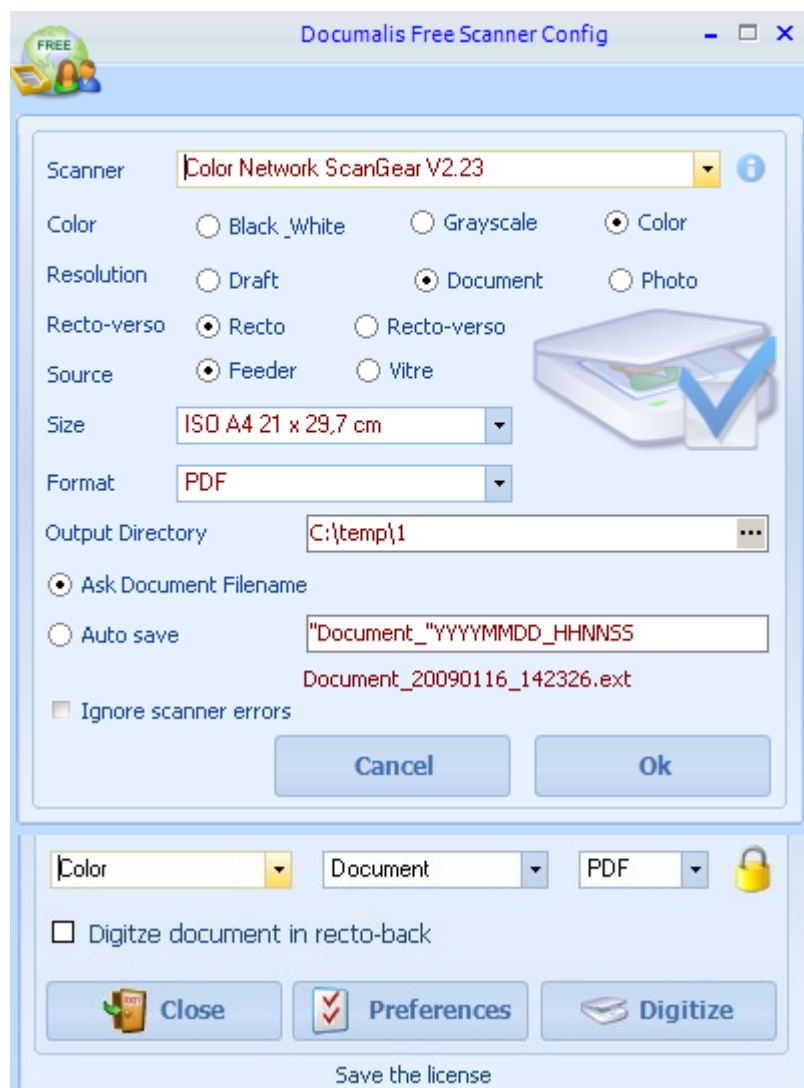 FREE
Documalis Free Scanner Config
Scanner Color Network ScanGear V2.23
Color Black_White Grayscale Color
Resolution Draft Document Photo
Recto-verso Recto Recto-verso
Source Feeder Vitre
Size ISO A4 21 x 29,7 cm
Format PDF
Output Directory C:\temp\1 ...
Ask Document Filename
Auto save "Document_"YYYYMMDD_HHNNSS
Document_20090116_142326.ext
Ignore scanner errors
Cancel Ok
Color Document PDF
Digitze document in recto-back
Close Preferences Digitize
Save the license